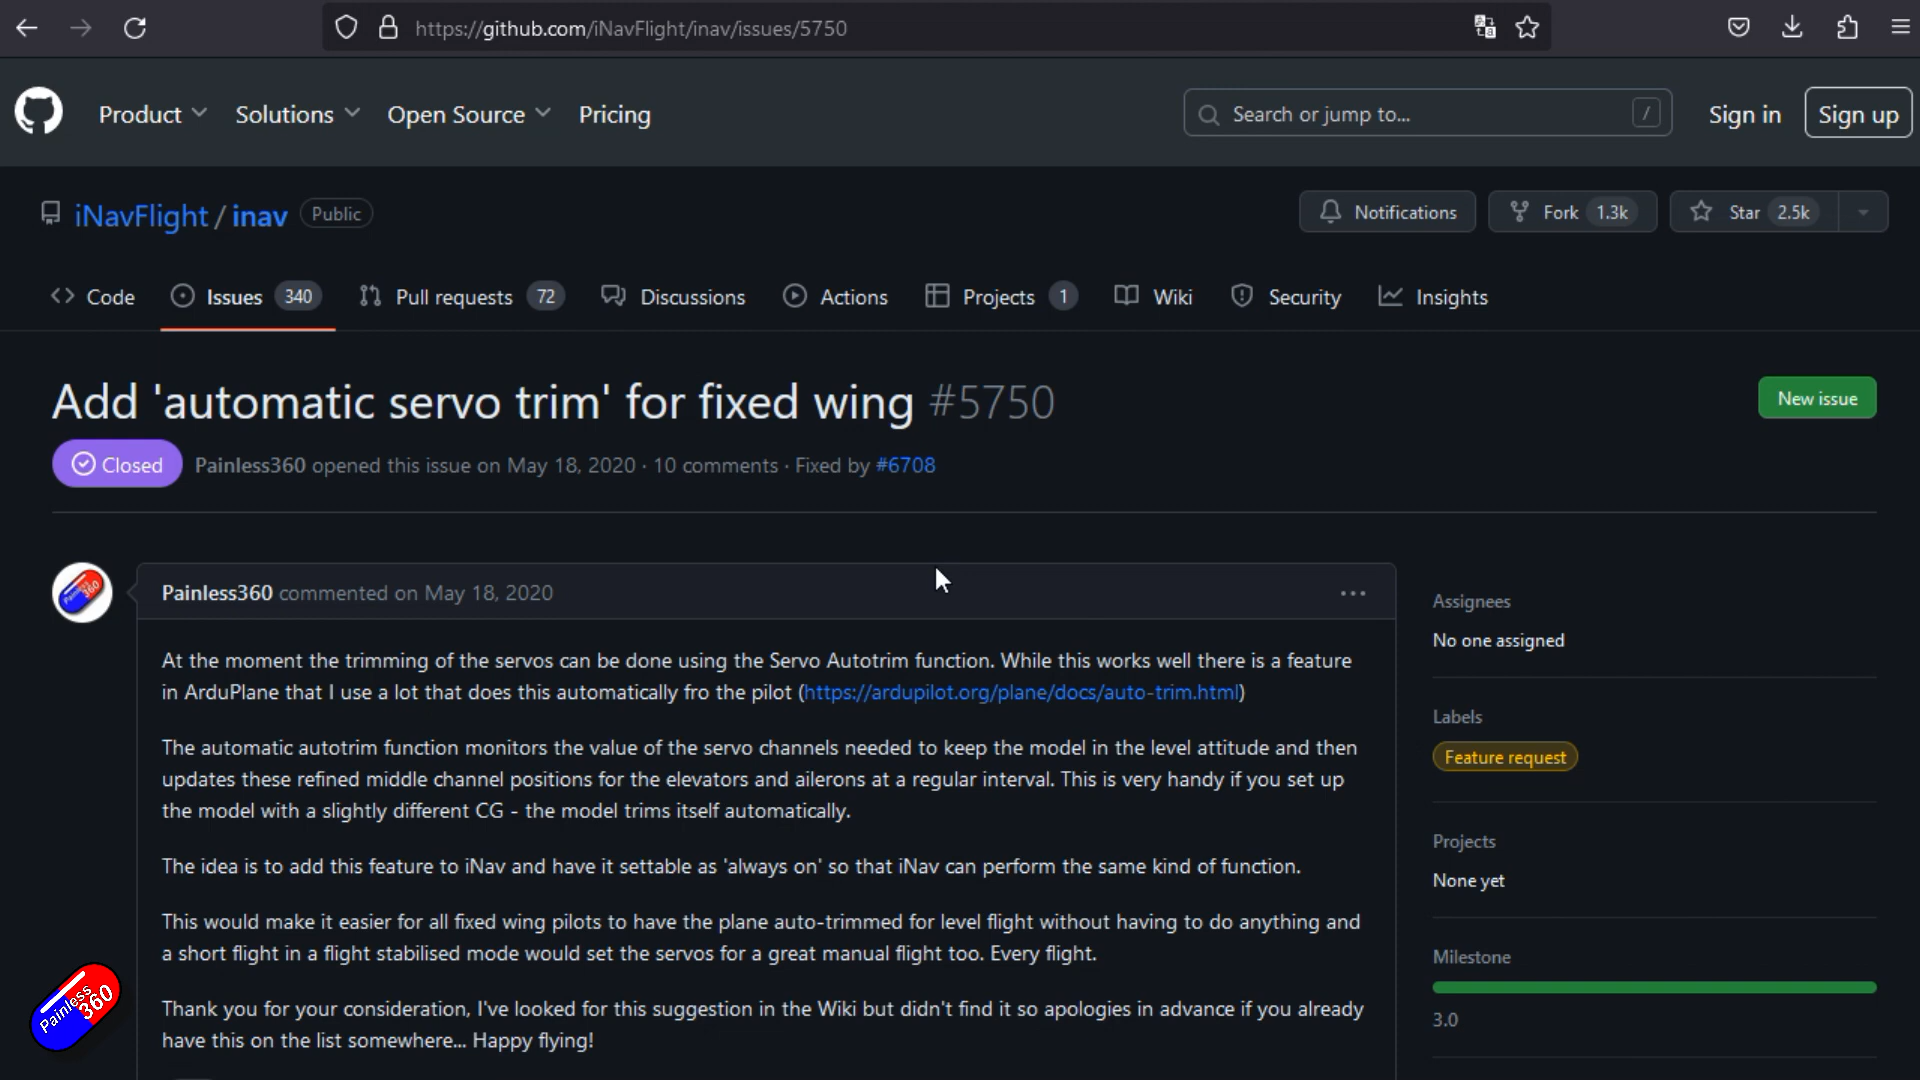 https://github.com/iNavFlight/inav/issues/5750
Product
Solutions
Open Source
Pricing
Search or jump to...
/
Sign in
Sign up
iNavFlight / inav
Public
Notifications
Fork 1.3k
Star 2.5k
Code
Issues 340
Pull requests 72
Discussions
Actions
Projects 1
Wiki
Security
Insights
Add 'automatic servo trim' for fixed wing #5750
New issue
Closed
Painless360 opened this issue on May 18, 2020 · 10 comments · Fixed by #6708
Painless360
Painless360 commented on May 18, 2020
At the moment the trimming of the servos can be done using the Servo Autotrim function. While this works well there is a feature
in ArduPlane that I use a lot that does this automatically fro the pilot (https://ardupilot.org/plane/docs/auto-trim.html)
The automatic autotrim function monitors the value of the servo channels needed to keep the model in the level attitude and then
updates these refined middle channel positions for the elevators and ailerons at a regular interval. This is very handy if you set up
the model with a slightly different CG - the model trims itself automatically.
The idea is to add this feature to iNav and have it settable as 'always on' so that iNav can perform the same kind of function.
This would make it easier for all fixed wing pilots to have the plane auto-trimmed for level flight without having to do anything and
a short flight in a flight stabilised mode would set the servos for a great manual flight too. Every flight.
Thank you for your consideration, I've looked for this suggestion in the Wiki but didn't find it so apologies in advance if you already
have this on the list somewhere... Happy flying!
Assignees
No one assigned
Labels
Feature request
Projects
None yet
Milestone
3.0
Painless
360